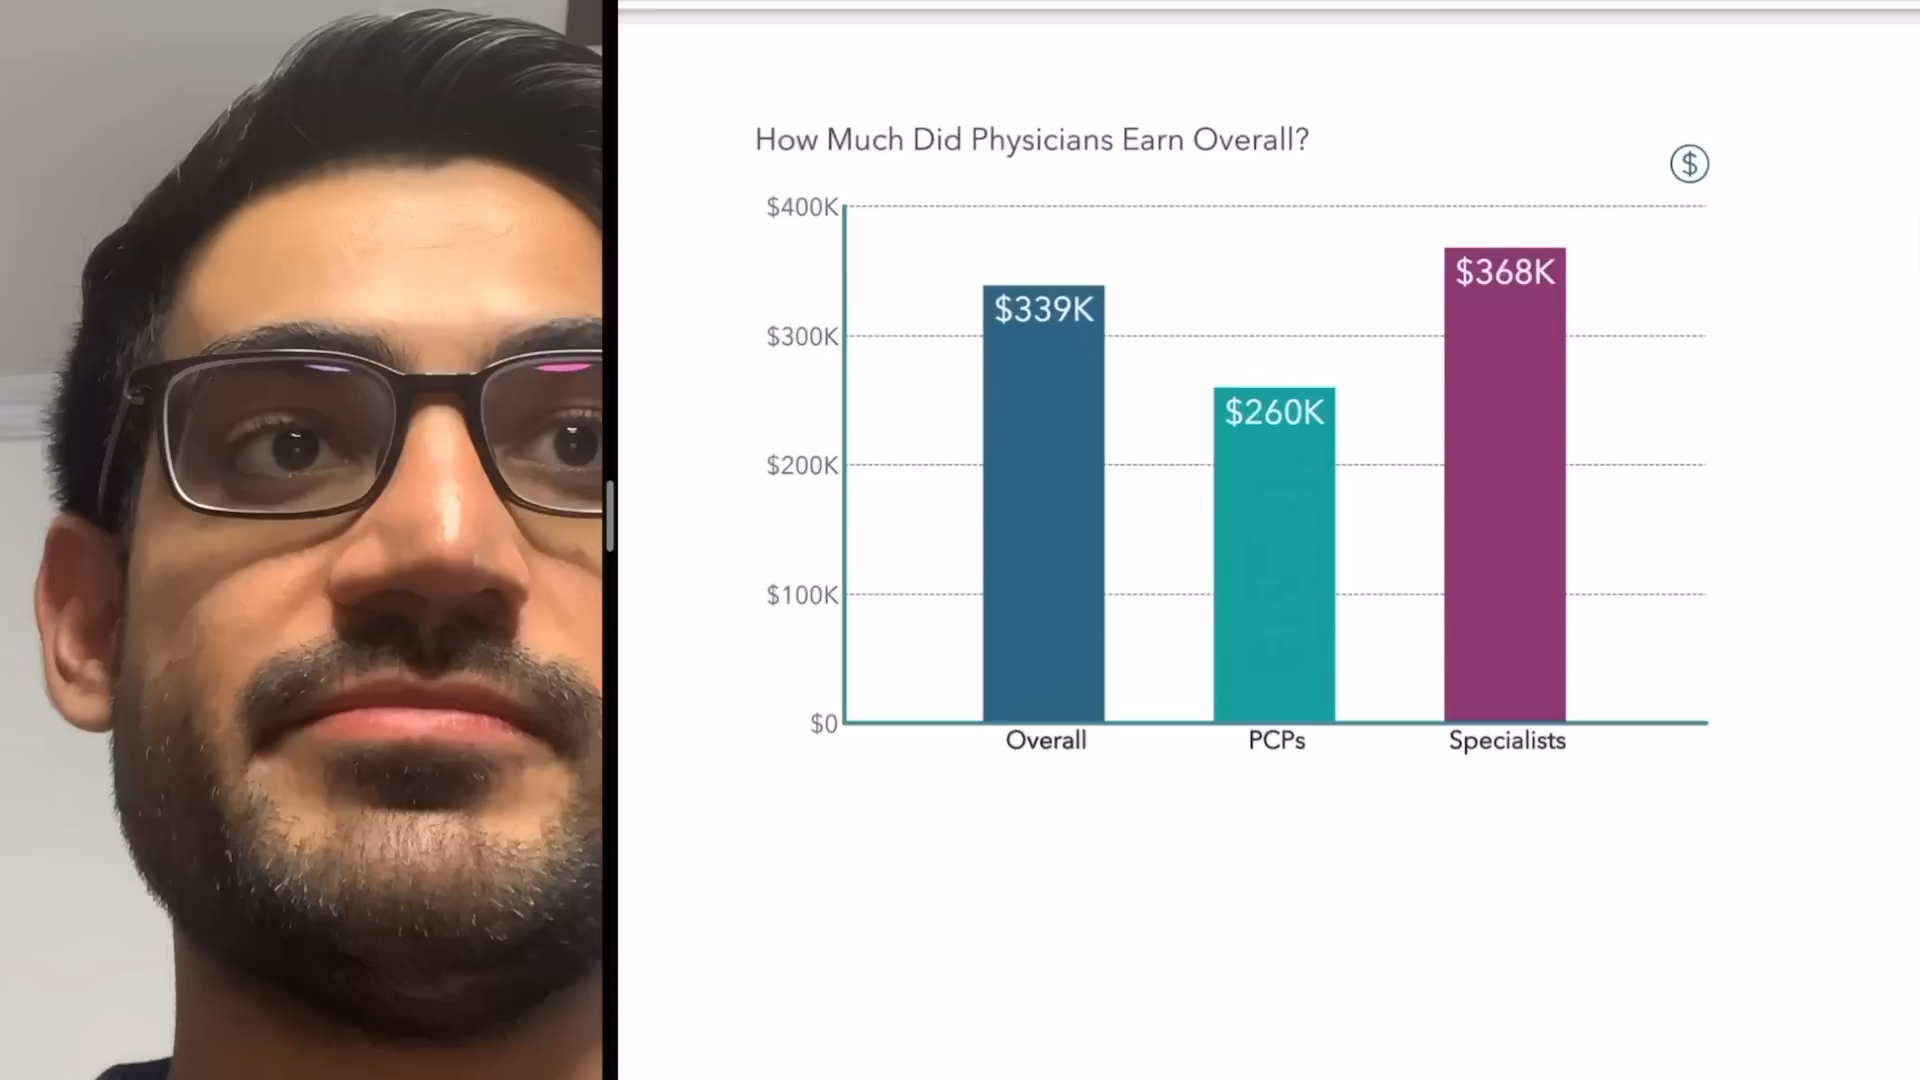 How Much Did Physicians Earn Overall?
$
$400K
$300K
$200K
$100K
$0
$339K
$260K
$368K
Overall
PCPs
Specialists